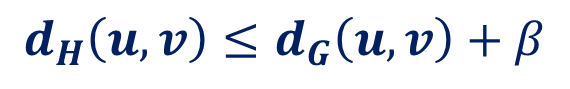 d_H(u, v) ≤ d_G(u, v) + β